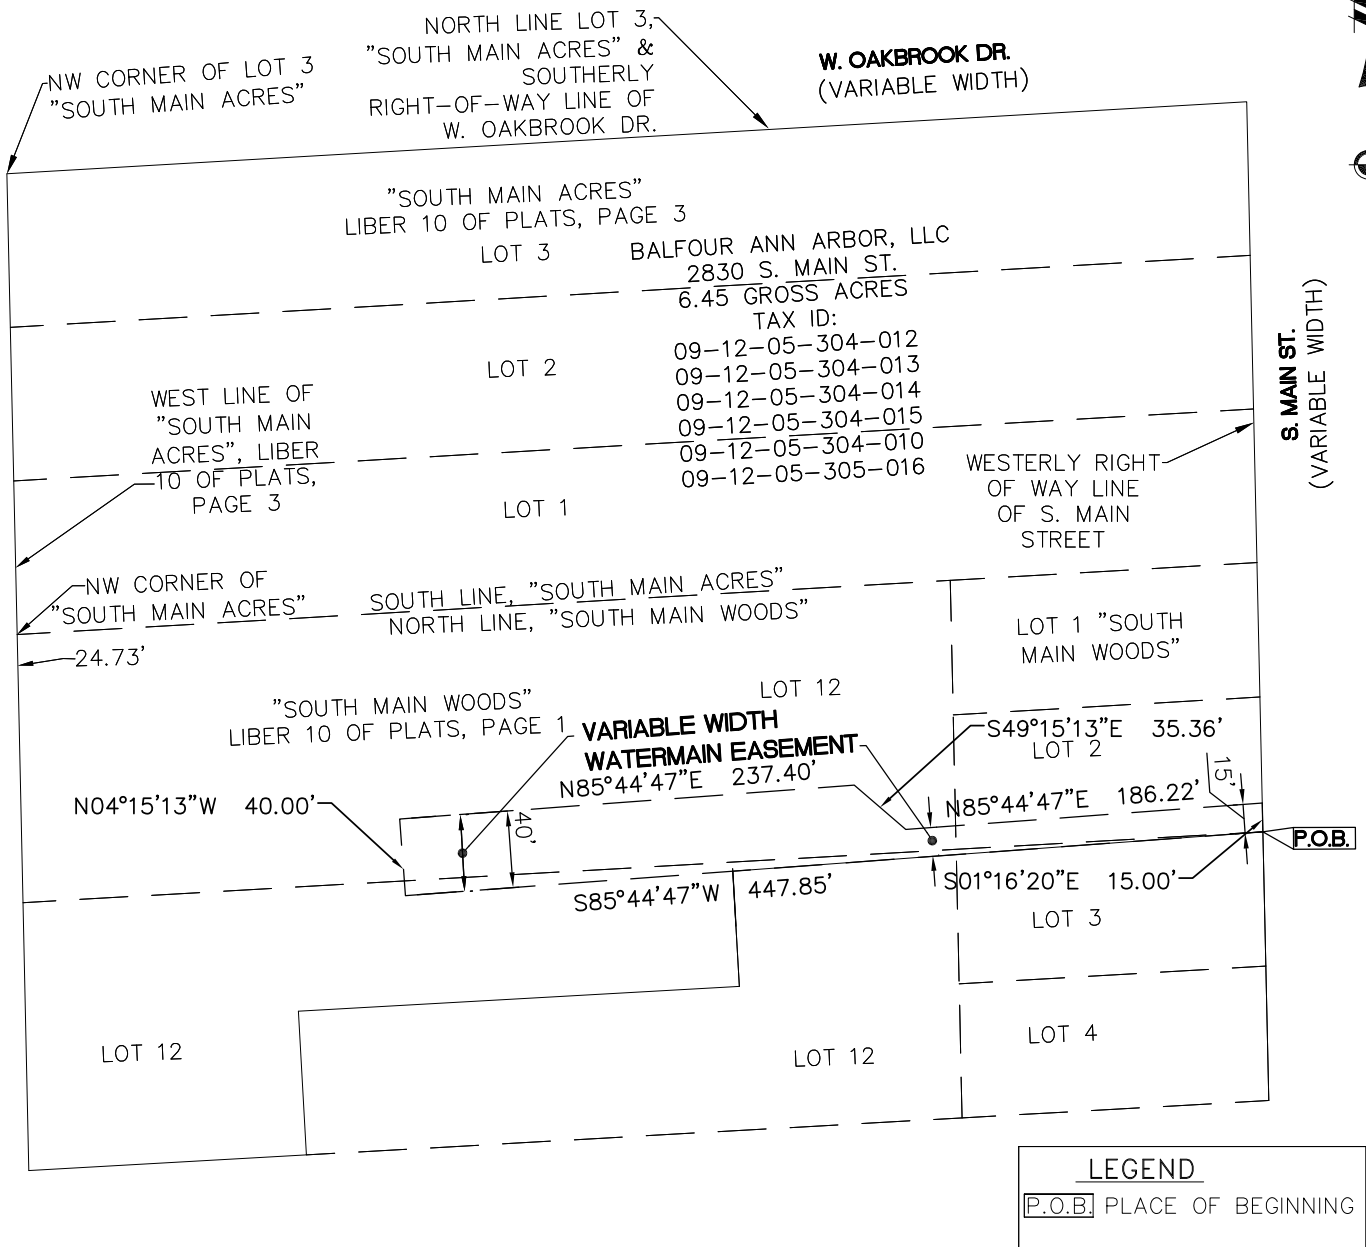 NORTH LINE LOT 3,
"SOUTH MAIN ACRES" &
SOUTHERLY
RIGHT-OF-WAY LINE OF
W. OAKBROOK DR.
NW CORNER OF LOT 3
"SOUTH MAIN ACRES"
W. OAKBROOK DR.
(VARIABLE WIDTH)
"SOUTH MAIN ACRES"
LIBER 10 OF PLATS, PAGE 3
LOT 3
BALFOUR ANN ARBOR, LLC
2830 S. MAIN ST.
6.45 GROSS ACRES
TAX ID:
09-12-05-304-012
09-12-05-304-013
09-12-05-304-014
09-12-05-304-015
09-12-05-304-010
09-12-05-305-016
LOT 2
S. MAIN ST.
(VARIABLE WIDTH)
WEST LINE OF
"SOUTH MAIN
ACRES", LIBER
10 OF PLATS,
PAGE 3
WESTERLY RIGHT
OF WAY LINE
OF S. MAIN
STREET
LOT 1
NW CORNER OF
"SOUTH MAIN ACRES"
SOUTH LINE, "SOUTH MAIN ACRES"
NORTH LINE, "SOUTH MAIN WOODS"
LOT 1 "SOUTH
MAIN WOODS"
24.73'
"SOUTH MAIN WOODS"
LIBER 10 OF PLATS, PAGE 1
LOT 12
VARIABLE WIDTH
WATERMAIN EASEMENT
S49°15'13"E 35.36'
LOT 2
N85°44'47"E 237.40'
N85°44'47"E 186.22'
15'
N04°15'13"W 40.00'
40'
P.O.B.
S85°44'47"W 447.85'
S01°16'20"E 15.00'
LOT 3
LOT 12
LOT 12
LOT 4
LEGEND
P.O.B. PLACE OF BEGINNING